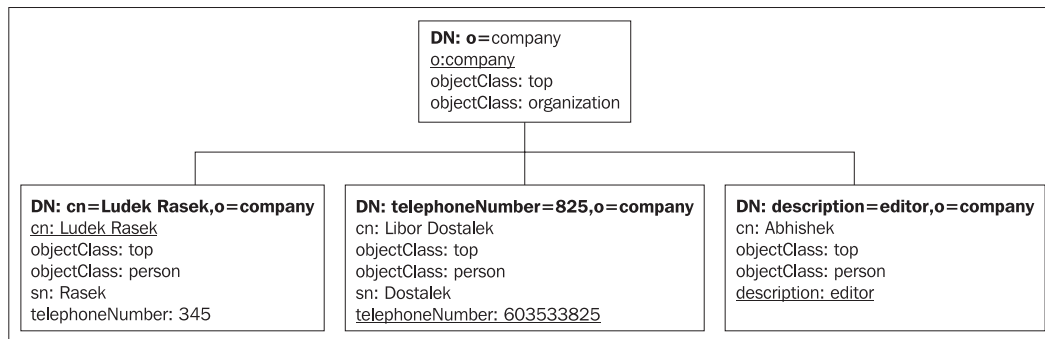 DN: o=company
o:company
objectClass: top
objectClass: organization
DN: cn=Ludek Rasek,o=company
cn: Ludek Rasek
objectClass: top
objectClass: person
sn: Rasek
telephoneNumber: 345
DN: telephoneNumber=825,o=company
cn: Libor Dostalek
objectClass: top
objectClass: person
sn: Dostalek
telephoneNumber: 603533825
DN: description=editor,o=company
cn: Abhishek
objectClass: top
objectClass: person
description: editor